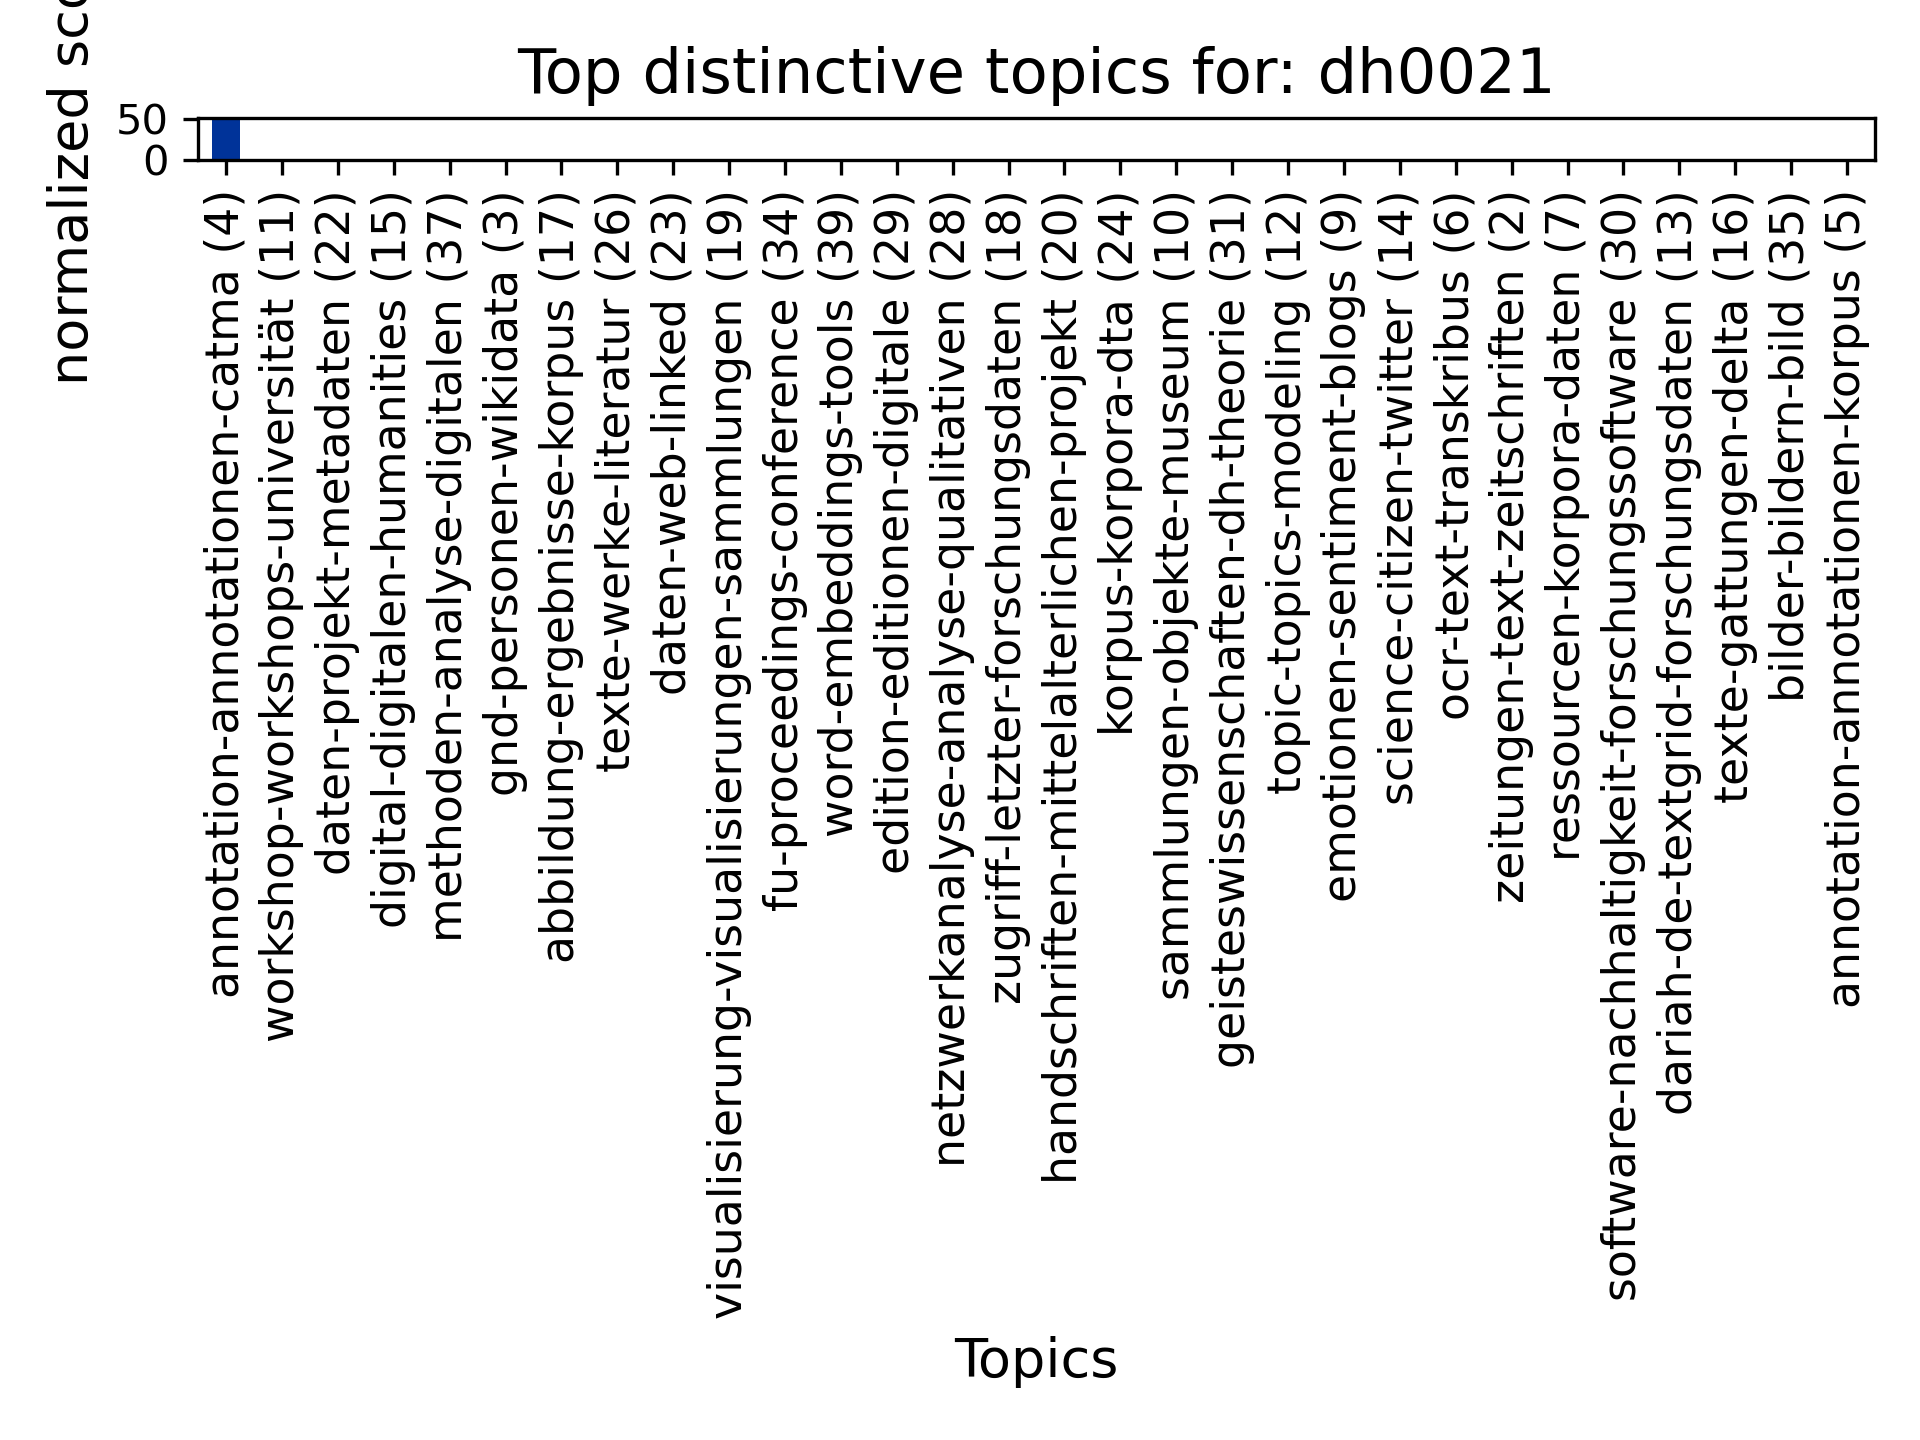 Top distinctive topics for: dh0021
normalized sco
50
0
annotation-annotationen-catma (4)
workshop-workshops-universität (11)
daten-projekt-metadaten (22)
digital-digitalen-humanities (15)
methoden-analyse-digitalen (37)
gnd-personen-wikidata (3)
abbildung-ergebnisse-korpus (17)
texte-werke-literatur (26)
daten-web-linked (23)
visualisierung-visualisierungen-sammlungen (19)
fu-proceedings-conference (34)
word-embeddings-tools (39)
edition-editionen-digitale (29)
netzwerkanalyse-analyse-qualitativen (28)
zugriff-letzter-forschungsdaten (18)
handschriften-mittelalterlichen-projekt (20)
korpus-korpora-dta (24)
sammlungen-objekte-museum (10)
geisteswissenschaften-dh-theorie (31)
topic-topics-modeling (12)
emotionen-sentiment-blogs (9)
science-citizen-twitter (14)
ocr-text-transkribus (6)
zeitungen-text-zeitschriften (2)
ressourcen-korpora-daten (7)
software-nachhaltigkeit-forschungssoftware (30)
dariah-de-textgrid-forschungsdaten (13)
texte-gattungen-delta (16)
bilder-bildern-bild (35)
annotation-annotationen-korpus (5)
Topics